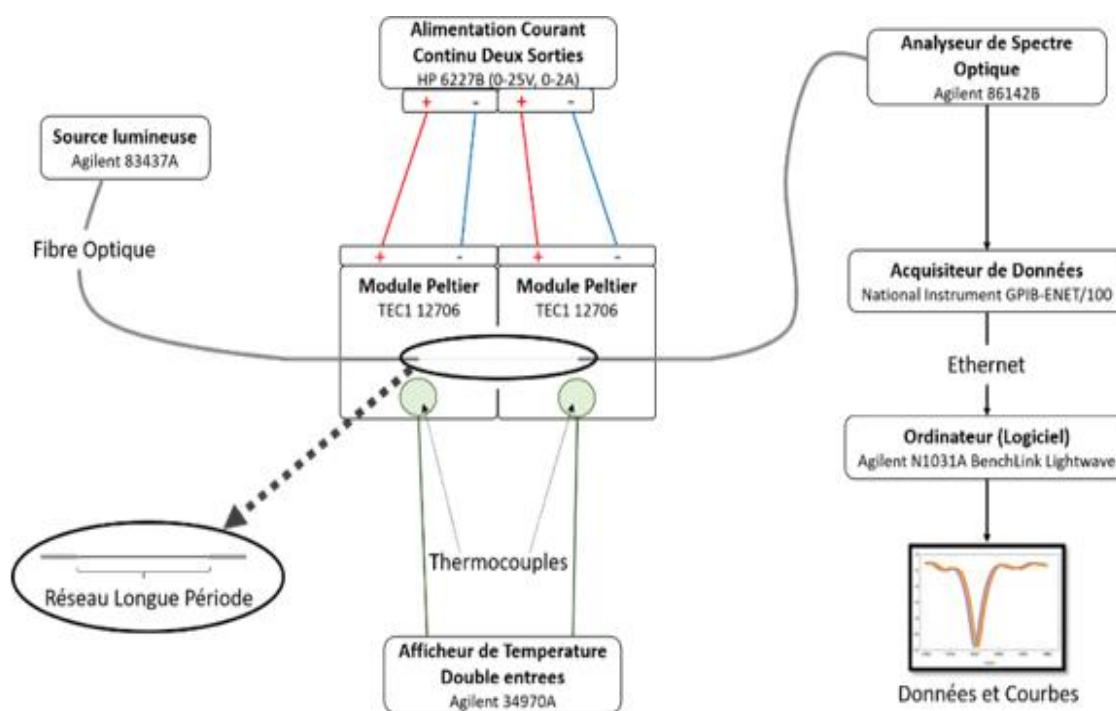 Alimentation Courant
Continu Deux Sorties
HP 6227B (0-25V, 0-2A)
+ - + -
Analyseur de Spectre
Optique
Agilent 86142B
Source lumineuse
Agilent 83437A
Fibre Optique
+ - + -
Module Peltier
TEC1 12706
Module Peltier
TEC1 12706
Acquisiteur de Données
National Instrument GPIB-ENET/100
Ethernet
Ordinateur (Logiciel)
Agilent N1031A BenchLink Lightwave
Thermocouples
Réseau Longue Période
Afficheur de Temperature
Double entrees
Agilent 34970A
Données et Courbes